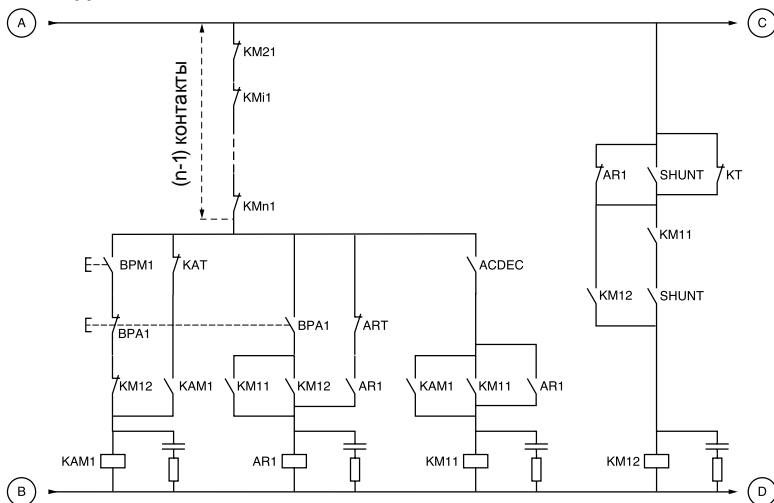 A
C
KM21
KMi1
(n-1) контакты
KMn1
AR1
SHUNT
KT
KM11
BPM1
KAT
ACDEC
KM12
SHUNT
BPA1
BPA1
ART
KM12
KAM1
KM11
KM12
AR1
KAM1
KM11
AR1
KAM1
AR1
KM11
KM12
B
D